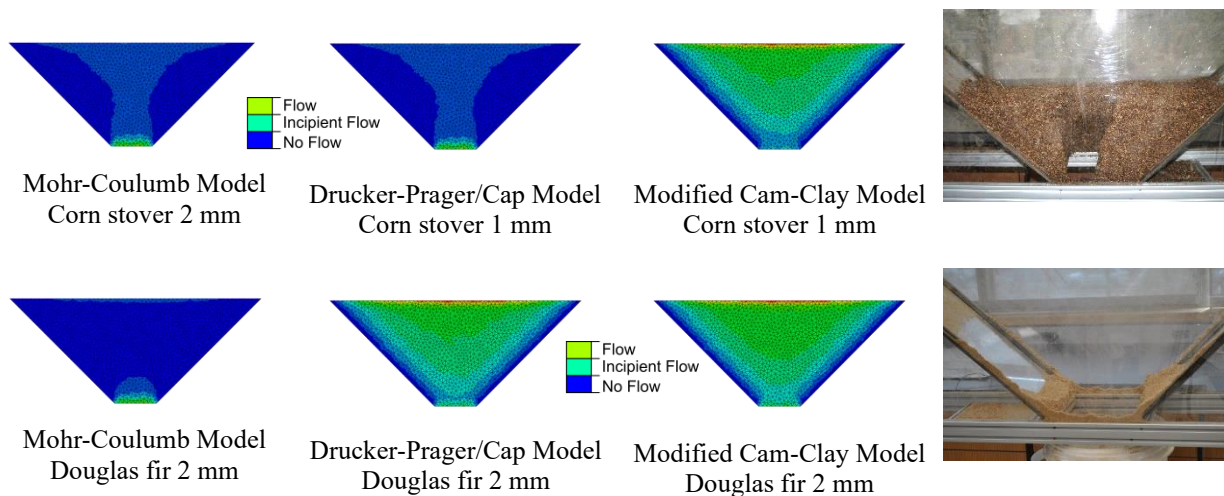 Flow
Incipient Flow
No Flow
Mohr-Coulumb Model
Corn stover 2 mm
Drucker-Prager/Cap Model
Corn stover 1 mm
Modified Cam-Clay Model
Corn stover 1 mm
Flow
Incipient Flow
No Flow
Mohr-Coulumb Model
Douglas fir 2 mm
Drucker-Prager/Cap Model
Douglas fir 2 mm
Modified Cam-Clay Model
Douglas fir 2 mm